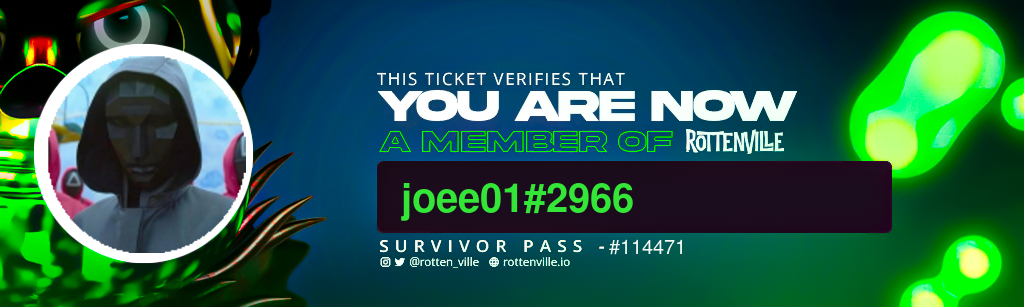 THIS TICKET VERIFIES THAT
YOU ARE NOW
A MEMBER OF ROTTENVILLE
joee01#2966
SURVIVOR PASS - #114471
@rotten_ville rottenville.io